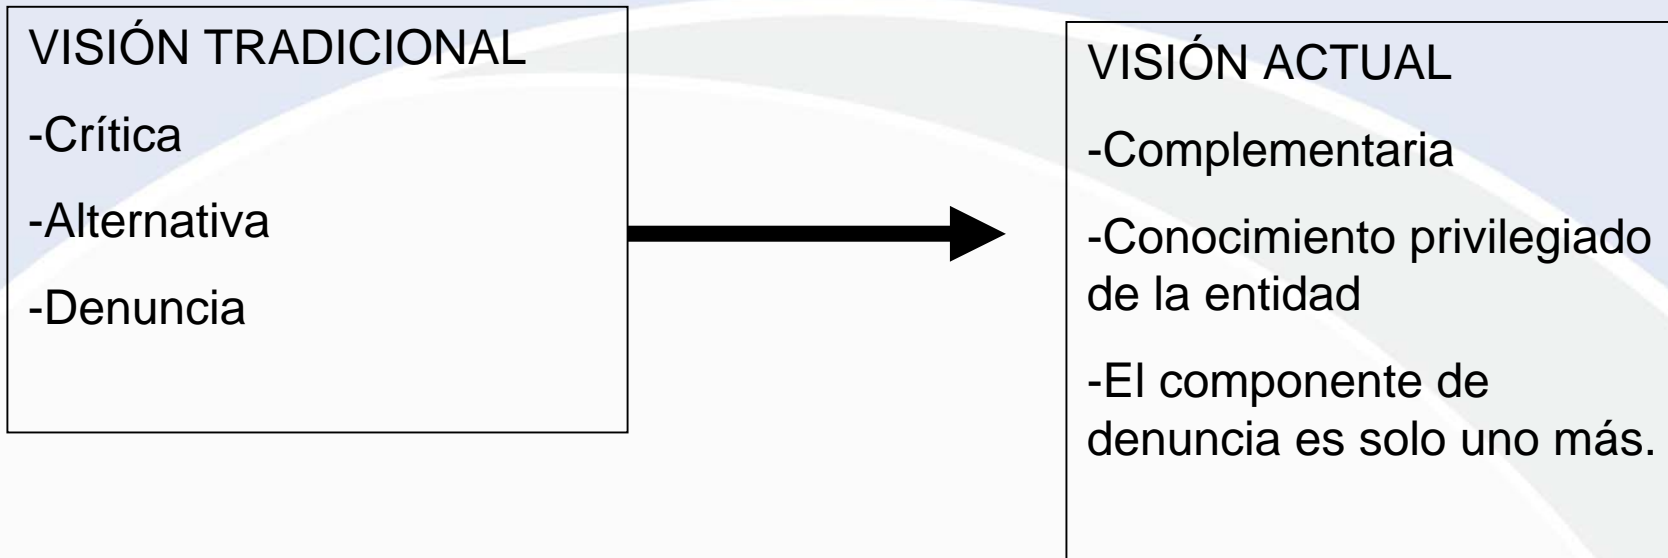 VISIÓN TRADICIONAL
-Crítica
-Alternativa
-Denuncia
VISIÓN ACTUAL
-Complementaria
-Conocimiento privilegiado
de la entidad
-El componente de
denuncia es solo uno más.